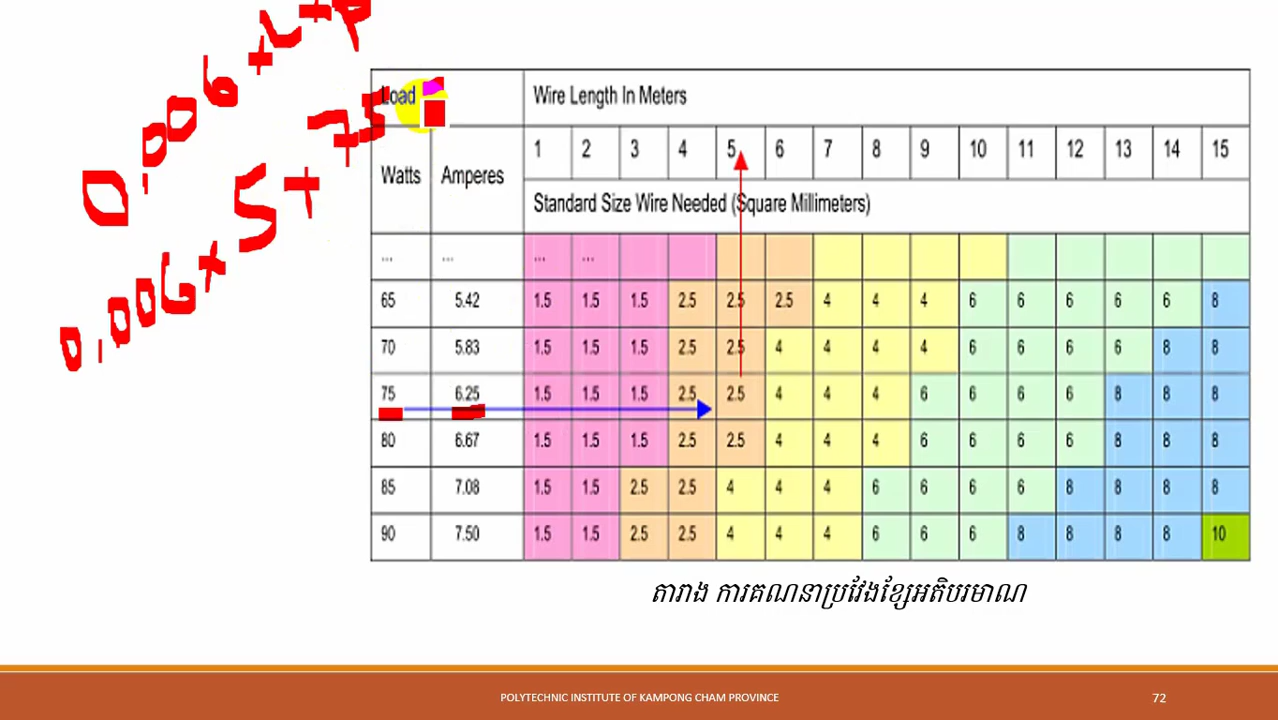 0,006 x L + P
0,006 x 5 + 75
Load Wire Length In Meters
1 2 3 4 5 6 7 8 9 10 11 12 13 14 15
Watts Amperes
Standard Size Wire Needed (Square Millimeters)
... ... ... ...
65 5.42 1.5 1.5 1.5 2.5 2.5 2.5 4 4 4 6 6 6 6 6 8
70 5.83 1.5 1.5 1.5 2.5 2.5 4 4 4 4 6 6 6 6 8 8
75 6.25 1.5 1.5 1.5 2.5 2.5 4 4 4 6 6 6 6 8 8 8
80 6.67 1.5 1.5 1.5 2.5 2.5 4 4 4 6 6 6 6 8 8 8
85 7.08 1.5 1.5 2.5 2.5 4 4 4 6 6 6 6 8 8 8 8
90 7.50 1.5 1.5 2.5 2.5 4 4 4 6 6 6 8 8 8 8 10
តារាង ការគណនាប្រវែងខ្សែអតិបរមាណ
POLYTECHNIC INSTITUTE OF KAMPONG CHAM PROVINCE 72